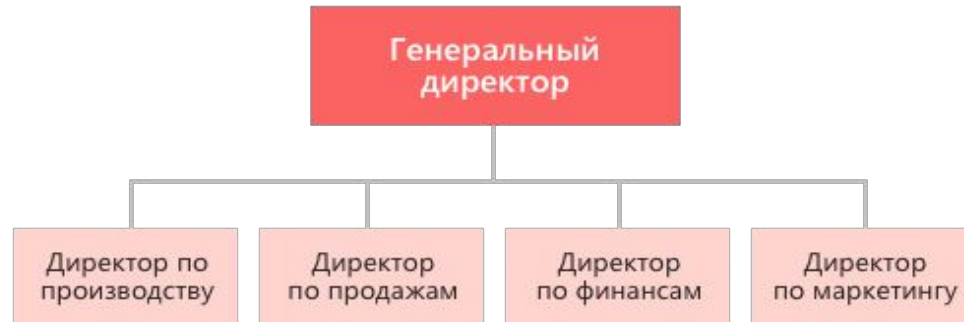 Генеральный
директор
Директор по
производству
Директор
по продажам
Директор
по финансам
Директор
по маркетингу